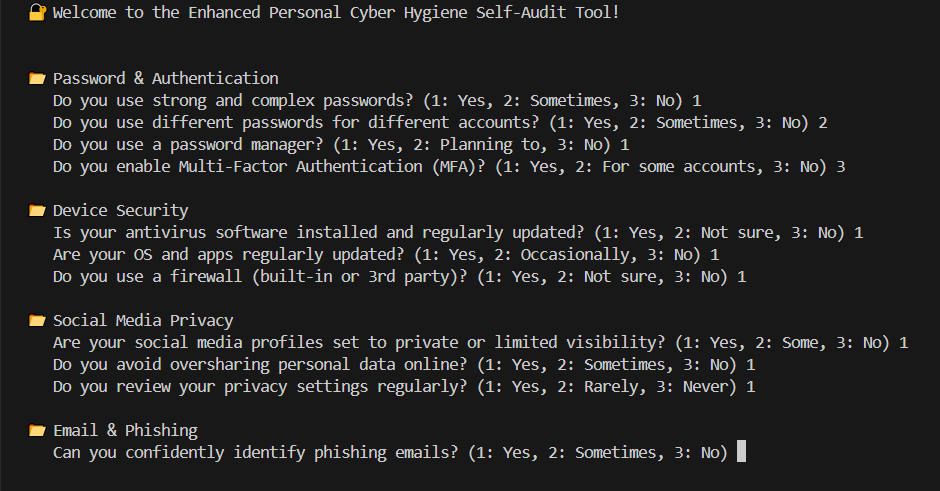 🔐 Welcome to the Enhanced Personal Cyber Hygiene Self-Audit Tool!
📂 Password & Authentication
Do you use strong and complex passwords? (1: Yes, 2: Sometimes, 3: No) 1
Do you use different passwords for different accounts? (1: Yes, 2: Sometimes, 3: No) 2
Do you use a password manager? (1: Yes, 2: Planning to, 3: No) 1
Do you enable Multi-Factor Authentication (MFA)? (1: Yes, 2: For some accounts, 3: No) 3
📂 Device Security
Is your antivirus software installed and regularly updated? (1: Yes, 2: Not sure, 3: No) 1
Are your OS and apps regularly updated? (1: Yes, 2: Occasionally, 3: No) 1
Do you use a firewall (built-in or 3rd party)? (1: Yes, 2: Not sure, 3: No) 1
📂 Social Media Privacy
Are your social media profiles set to private or limited visibility? (1: Yes, 2: Some, 3: No) 1
Do you avoid oversharing personal data online? (1: Yes, 2: Sometimes, 3: No) 1
Do you review your privacy settings regularly? (1: Yes, 2: Rarely, 3: Never) 1
📂 Email & Phishing
Can you confidently identify phishing emails? (1: Yes, 2: Sometimes, 3: No)